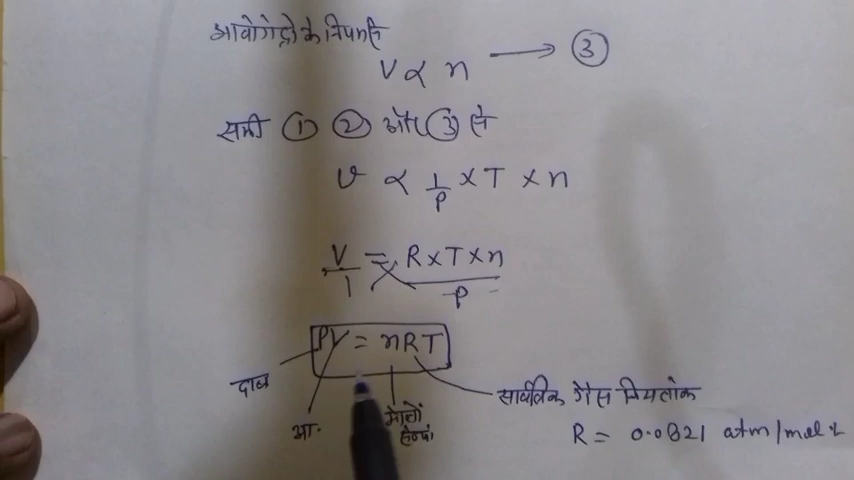 आवोगेद्रो के नियम से
V ∝ n → ③
समी ① ② और ③ से
V ∝ 1/P × T × n
V/1 = R×T×n/P
PV = nRT
दाब
सार्वत्रिक गैस नियतांक
आ. मोलों
R = 0.0821 atm/mol